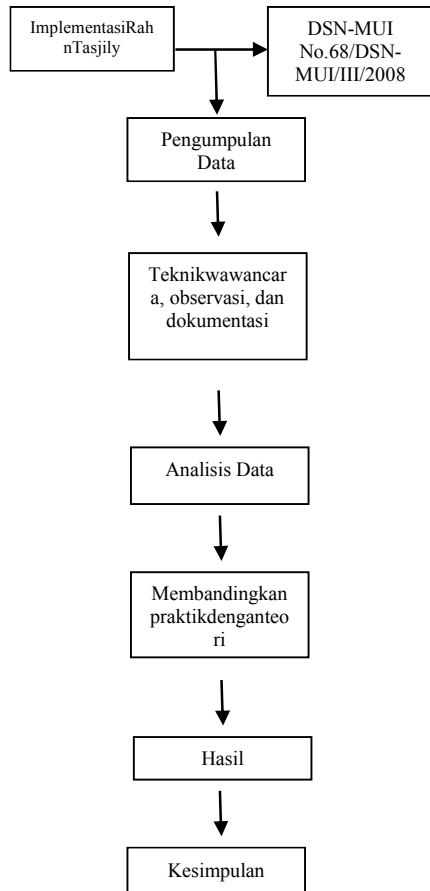 ImplementasiRah
nTasjily
DSN-MUI
No.68/DSN-
MUI/III/2008
Pengumpulan
Data
Teknikwawancar
a, observasi, dan
dokumentasi
Analisis Data
Membandingkan
praktikdenganteo
ri
Hasil
Kesimpulan